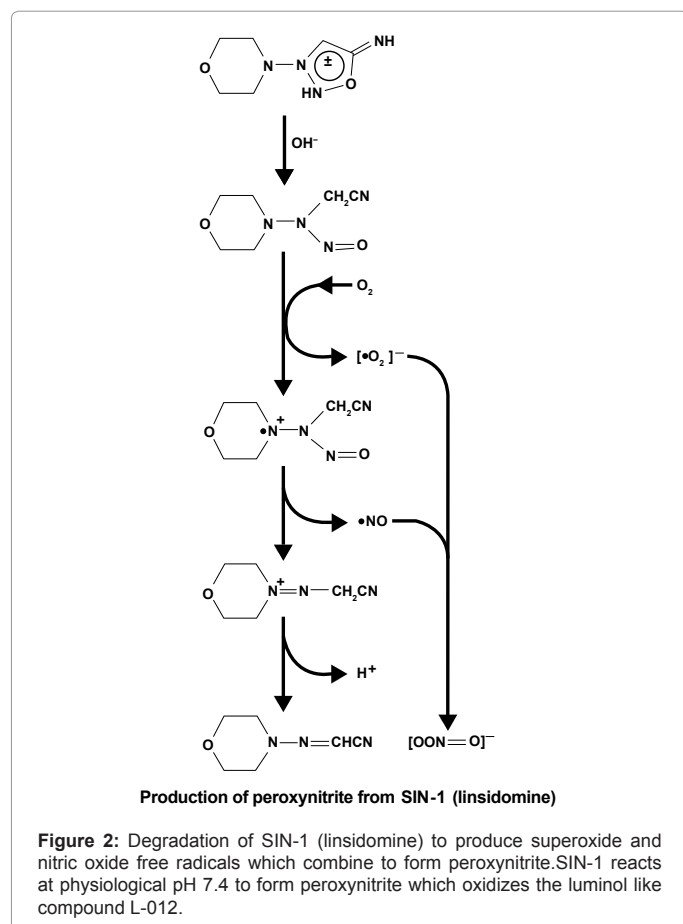 NH
O N N ±
HN O
OH⁻
CH₂CN
O N—N
N=O
O₂
[•O₂]⁻
+ CH₂CN
O •N—N
N=O
•NO
+
O N=N—CH₂CN
H⁺
O N—N=CHCN [OON=O]⁻
Production of peroxynitrite from SIN-1 (linsidomine)
Figure 2: Degradation of SIN-1 (linsidomine) to produce superoxide and
nitric oxide free radicals which combine to form peroxynitrite.SIN-1 reacts
at physiological pH 7.4 to form peroxynitrite which oxidizes the luminol like
compound L-012.